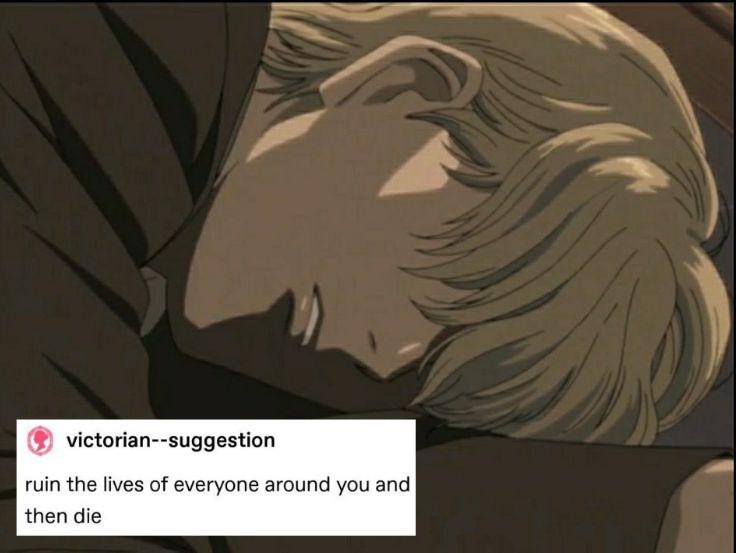 victorian--suggestion
ruin the lives of everyone around you and
then die